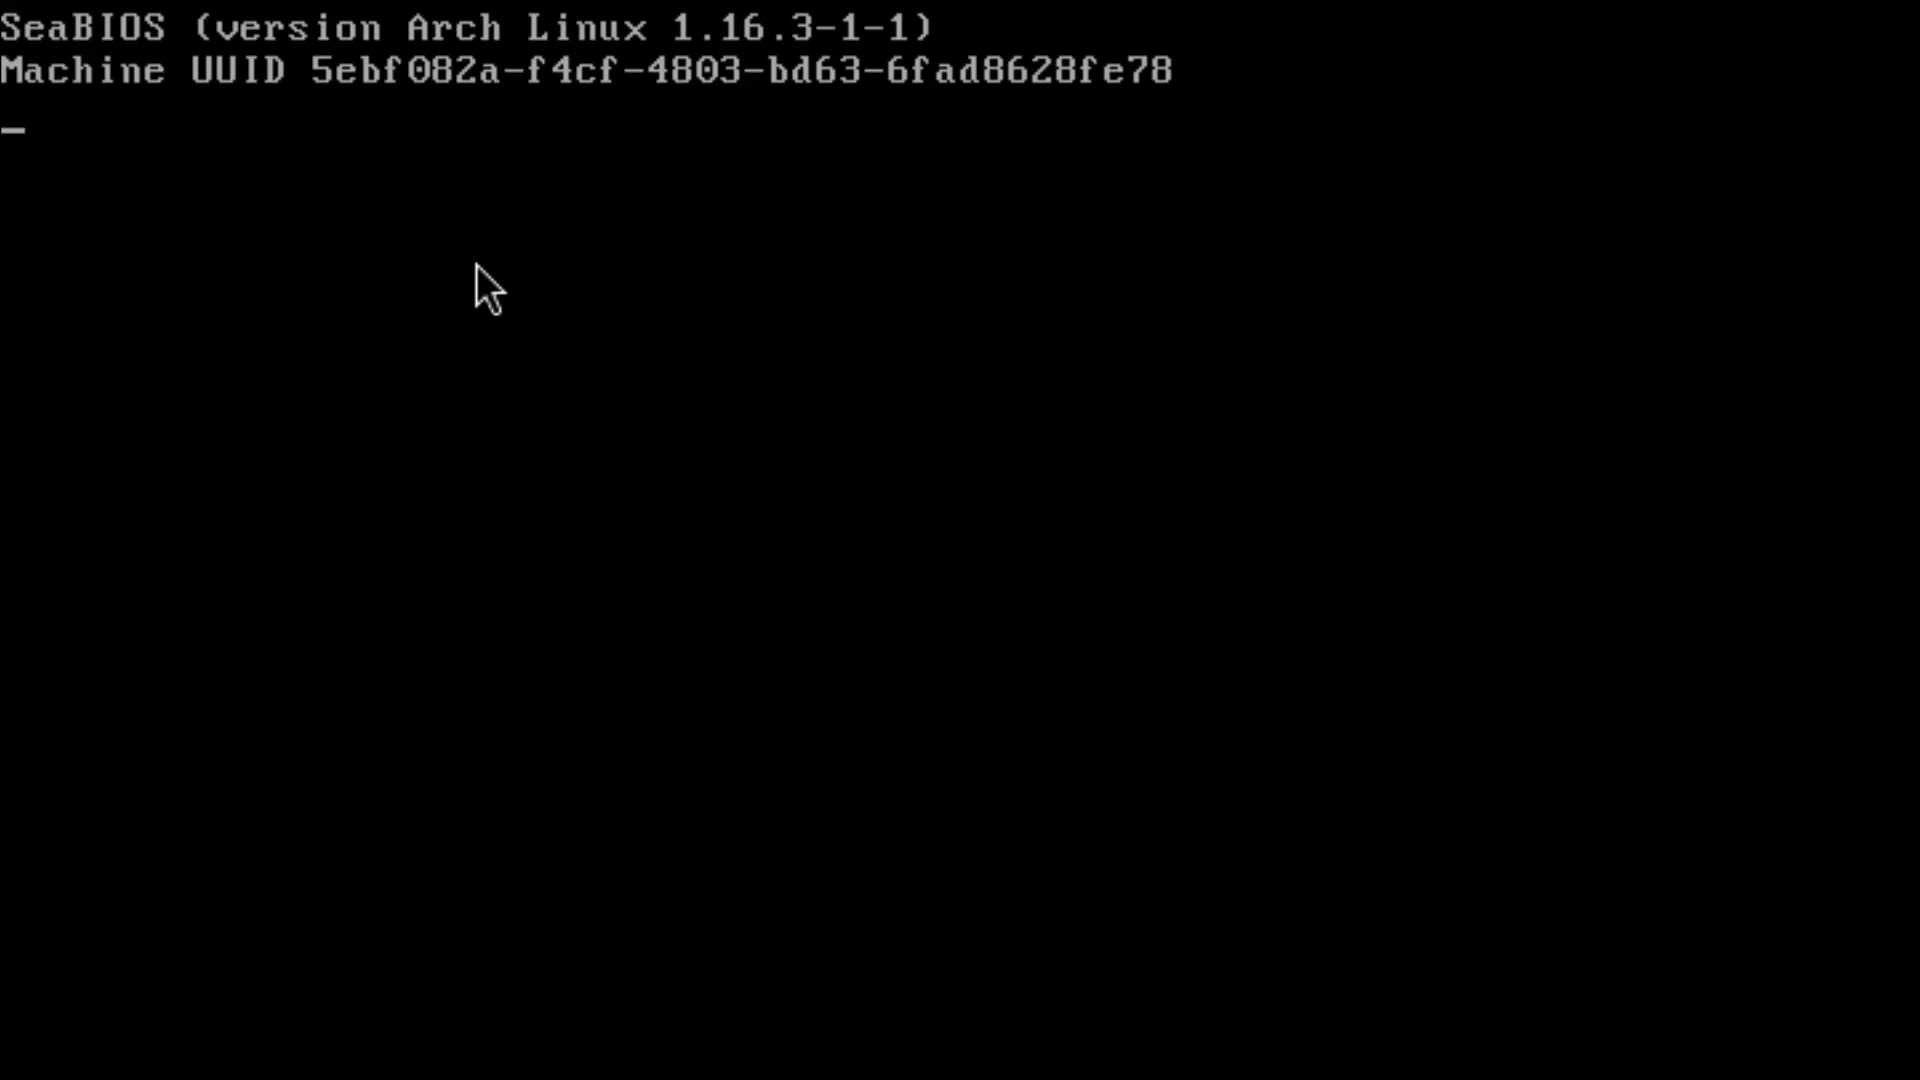 SeaBIOS (version Arch Linux 1.16.3-1-1)
Machine UUID 5ebf082a-f4cf-4803-bd63-6fad8628fe78